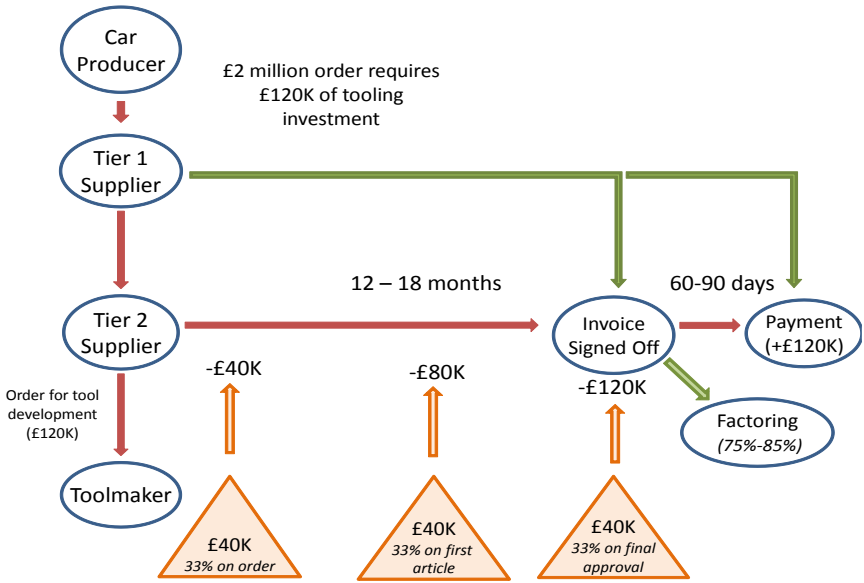 Car
Producer
£2 million order requires
£120K of tooling
investment
Tier 1
Supplier
12 – 18 months
60-90 days
Tier 2
Supplier
Invoice
Signed Off
Payment
(+£120K)
-£40K
-£80K
-£120K
Order for tool
development
(£120K)
Factoring
(75%-85%)
Toolmaker
£40K
33% on order
£40K
33% on first
article
£40K
33% on final
approval